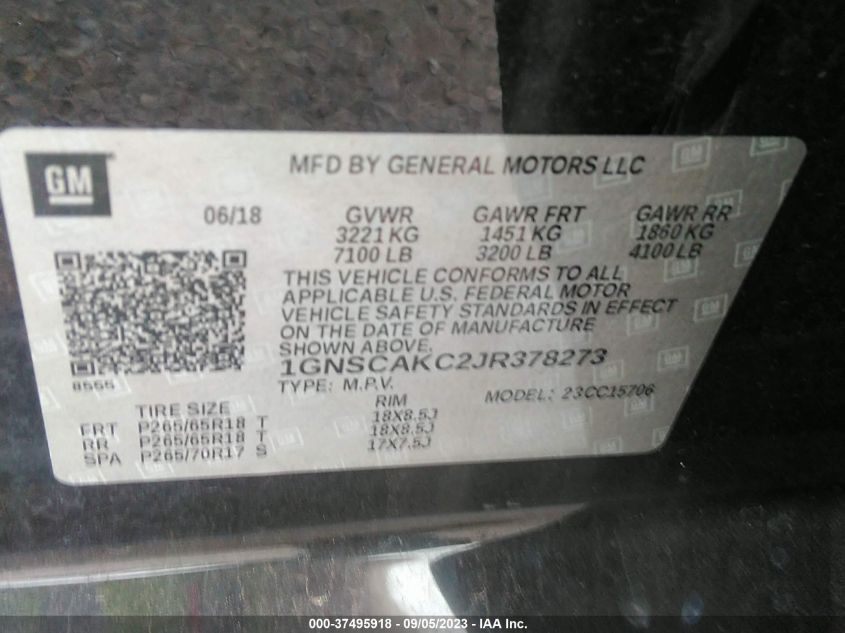 GM
MFD BY GENERAL MOTORS LLC
06/18 GVWR GAWR FRT GAWR RR
3221 KG 1451 KG 1860 KG
7100 LB 3200 LB 4100 LB
THIS VEHICLE CONFORMS TO ALL
APPLICABLE U.S. FEDERAL MOTOR
VEHICLE SAFETY STANDARDS IN EFFECT
ON THE DATE OF MANUFACTURE
SHOWN ABOVE.
1GNSCAKC2JR378273
8565
TYPE: M.P.V. MODEL: 23CC15706
TIRE SIZE RIM
FRT P265/65R18 T 18X8.5J
RR P265/65R18 T 18X8.5J
SPA P265/70R17 S 17X7.5J
000-37495918 - 09/05/2023 - IAA Inc.